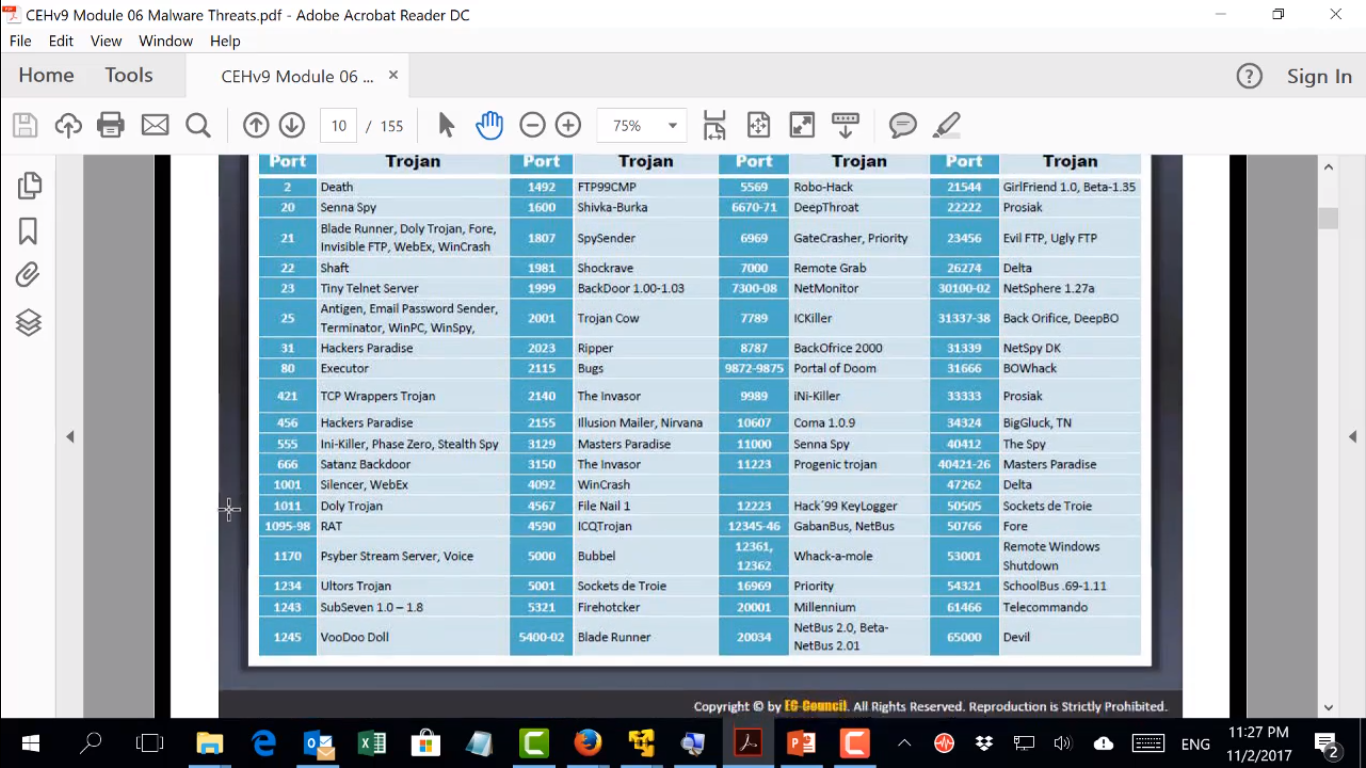 CEHv9 Module 06 Malware Threats.pdf - Adobe Acrobat Reader DC
File Edit View Window Help
Home Tools CEHv9 Module 06 ... × ? Sign In
10 / 155 75%
Port Trojan Port Trojan Port Trojan Port Trojan
2 Death 1492 FTP99CMP 5569 Robo-Hack 21544 GirlFriend 1.0, Beta-1.35
20 Senna Spy 1600 Shivka-Burka 6670-71 DeepThroat 22222 Prosiak
21 Blade Runner, Doly Trojan, Fore,
Invisible FTP, WebEx, WinCrash 1807 SpySender 6969 GateCrasher, Priority 23456 Evil FTP, Ugly FTP
22 Shaft 1981 Shockrave 7000 Remote Grab 26274 Delta
23 Tiny Telnet Server 1999 BackDoor 1.00-1.03 7300-08 NetMonitor 30100-02 NetSphere 1.27a
25 Antigen, Email Password Sender,
Terminator, WinPC, WinSpy, 2001 Trojan Cow 7789 ICKiller 31337-38 Back Orifice, DeepBO
31 Hackers Paradise 2023 Ripper 8787 BackOfrice 2000 31339 NetSpy DK
80 Executor 2115 Bugs 9872-9875 Portal of Doom 31666 BOWhack
421 TCP Wrappers Trojan 2140 The Invasor 9989 iNi-Killer 33333 Prosiak
456 Hackers Paradise 2155 Illusion Mailer, Nirvana 10607 Coma 1.0.9 34324 BigGluck, TN
555 Ini-Killer, Phase Zero, Stealth Spy 3129 Masters Paradise 11000 Senna Spy 40412 The Spy
666 Satanz Backdoor 3150 The Invasor 11223 Progenic trojan 40421-26 Masters Paradise
1001 Silencer, WebEx 4092 WinCrash 47262 Delta
1011 Doly Trojan 4567 File Nail 1 12223 Hack´99 KeyLogger 50505 Sockets de Troie
1095-98 RAT 4590 ICQTrojan 12345-46 GabanBus, NetBus 50766 Fore
1170 Psyber Stream Server, Voice 5000 Bubbel 12361,
12362 Whack-a-mole 53001 Remote Windows
Shutdown
1234 Ultors Trojan 5001 Sockets de Troie 16969 Priority 54321 SchoolBus .69-1.11
1243 SubSeven 1.0 – 1.8 5321 Firehotcker 20001 Millennium 61466 Telecommando
1245 VooDoo Doll 5400-02 Blade Runner 20034 NetBus 2.0, Beta-
NetBus 2.01 65000 Devil
Copyright © by EC-Council. All Rights Reserved. Reproduction is Strictly Prohibited.
ENG 11:27 PM
11/2/2017 2